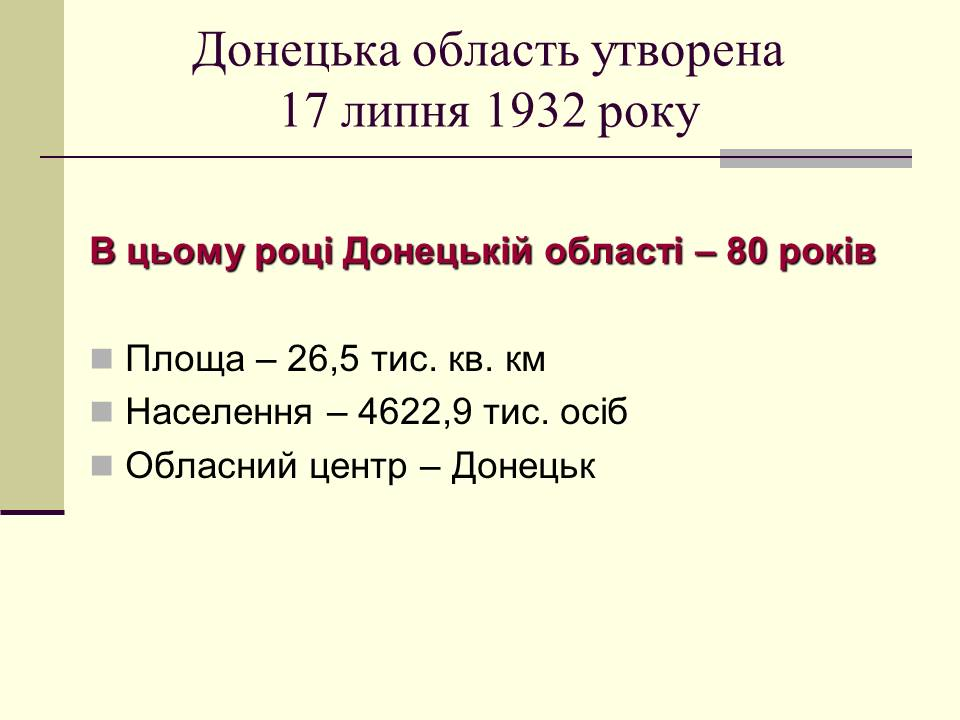 Донецька область утворена
17 липня 1932 року
В цьому році Донецькій області – 80 років
Площа – 26,5 тис. кв. км
Населення – 4622,9 тис. осіб
Обласний центр – Донецьк